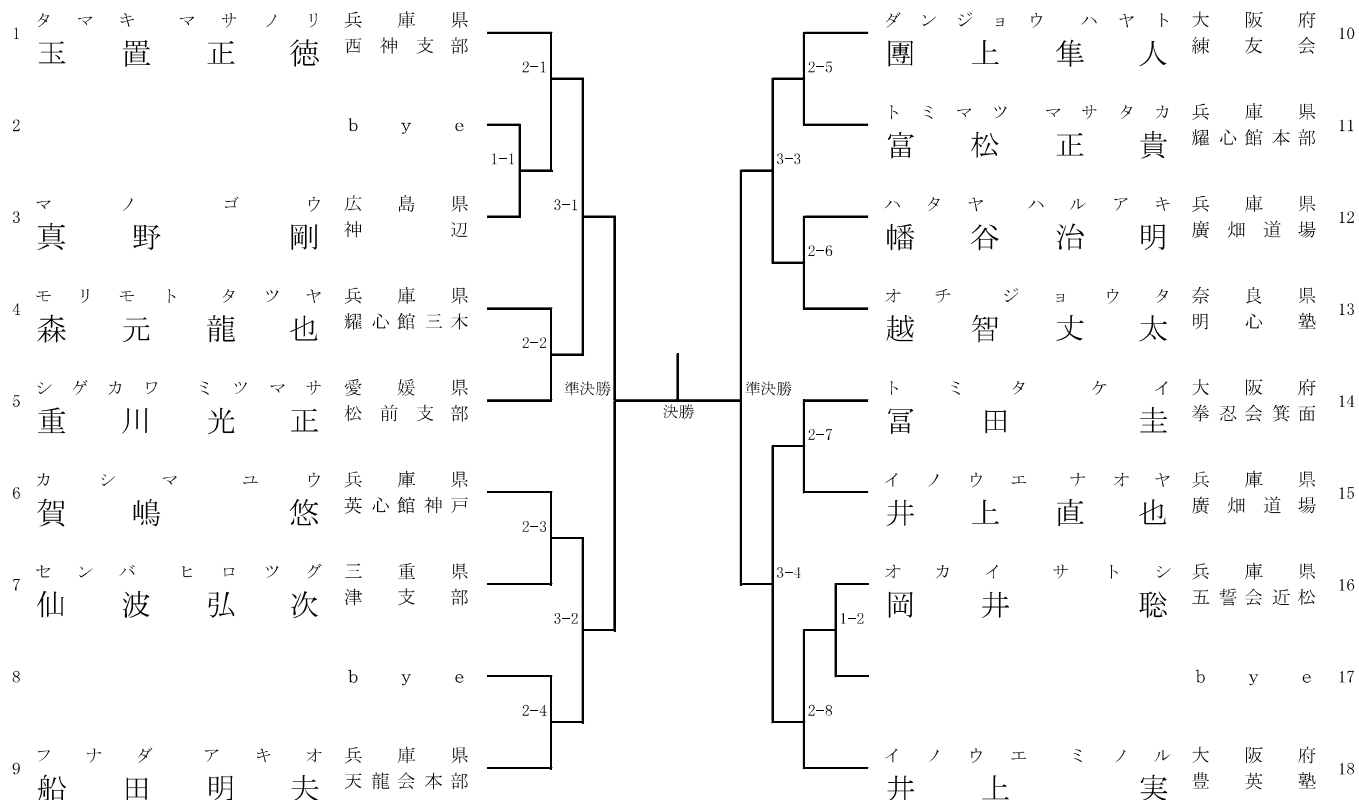 タマキ マサノリ 兵庫県
1 玉置正徳 西神支部
2 bye
マノ ゴウ 広島県
3 真野剛 神辺
モリモト タツヤ 兵庫県
4 森元龍也 耀心館三木
シゲカワ ミツマサ 愛媛県
5 重川光正 松前支部
カシマ ユウ 兵庫県
6 賀嶋悠 英心館神戸
センバ ヒロツグ 三重県
7 仙波弘次 津支部
8 bye
フナダ アキオ 兵庫県
9 船田明夫 天龍会本部
2-1
1-1
3-1
2-2
準決勝
2-3
3-2
2-4
決勝
2-5
3-3
2-6
準決勝
2-7
3-4
1-2
2-8
ダンジョウ ハヤト 大阪府
團上隼人 練友会 10
トミマツ マサタカ 兵庫県
富松正貴 耀心館本部 11
ハタヤ ハルアキ 兵庫県
幡谷治明 廣畑道場 12
オチ ジョウタ 奈良県
越智丈太 明心塾 13
トミタ ケイ 大阪府
冨田圭 拳忍会箕面 14
イノウエ ナオヤ 兵庫県
井上直也 廣畑道場 15
オカイ サトシ 兵庫県
岡井聡 五誓会近松 16
bye 17
イノウエ ミノル 大阪府
井上実 豊英塾 18